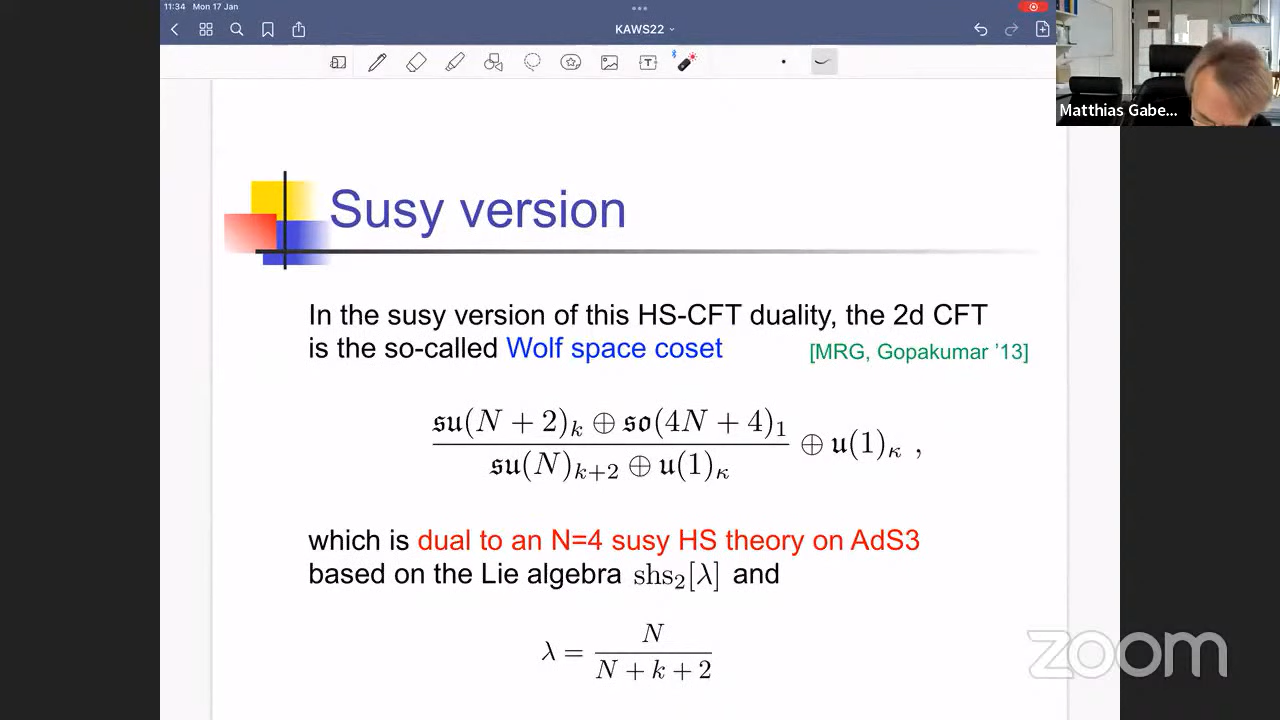 11:34 Mon 17 Jan
KAWS22
Matthias Gabe...
Susy version
In the susy version of this HS-CFT duality, the 2d CFT
is the so-called Wolf space coset [MRG, Gopakumar ’13]
𝔰𝔲(N + 2)ₖ ⊕ 𝔰𝔬(4N + 4)₁
𝔰𝔲(N)ₖ₊₂ ⊕ 𝔲(1)_κ
⊕ 𝔲(1)_κ ,
which is dual to an N=4 susy HS theory on AdS3
based on the Lie algebra shs₂[λ] and
λ = N / (N + k + 2)
zoom